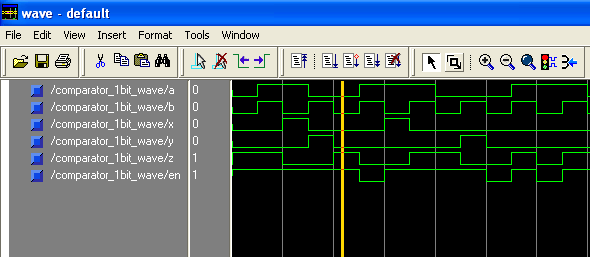 wave - default
File Edit View Insert Format Tools Window
/comparator_1bit_wave/a 0
/comparator_1bit_wave/b 0
/comparator_1bit_wave/x 0
/comparator_1bit_wave/y 0
/comparator_1bit_wave/z 1
/comparator_1bit_wave/en 1